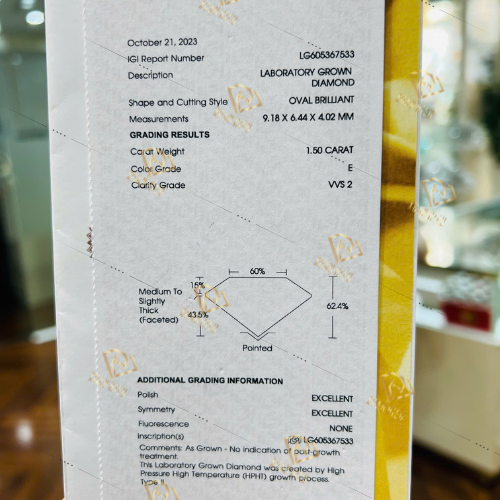 October 21, 2023
IGI Report Number LG605367533
Description LABORATORY GROWN
DIAMOND
Shape and Cutting Style OVAL BRILLIANT
Measurements 9.18 X 6.44 X 4.02 MM
GRADING RESULTS
Carat Weight 1.50 CARAT
Color Grade E
Clarity Grade VVS 2
60%
15%
Medium To
Slightly
Thick
(Faceted)
43.5%
62.4%
Pointed
ADDITIONAL GRADING INFORMATION
Polish EXCELLENT
Symmetry EXCELLENT
Fluorescence NONE
Inscription(s) LG605367533
Comments: As Grown - No indication of post-growth
treatment.
This Laboratory Grown Diamond was created by High
Pressure High Temperature (HPHT) growth process.
Type II